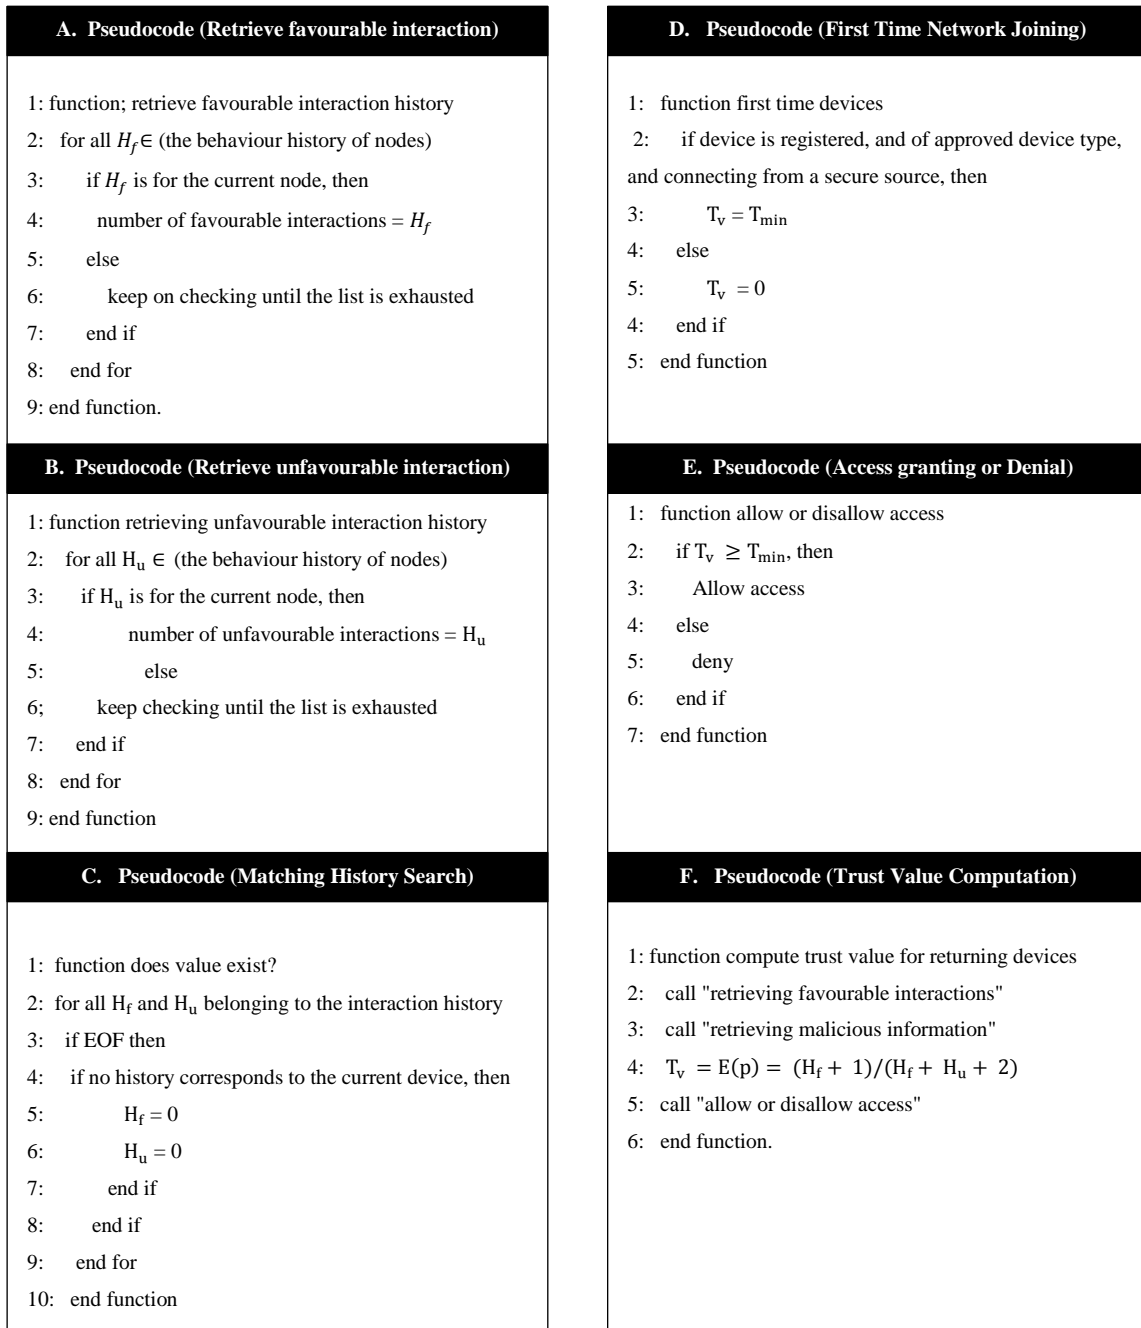 A. Pseudocode (Retrieve favourable interaction)
1: function; retrieve favourable interaction history
2: for all H_f ∈ (the behaviour history of nodes)
3: if H_f is for the current node, then
4: number of favourable interactions = H_f
5: else
6: keep on checking until the list is exhausted
7: end if
8: end for
9: end function.
B. Pseudocode (Retrieve unfavourable interaction)
1: function retrieving unfavourable interaction history
2: for all H_u ∈ (the behaviour history of nodes)
3: if H_u is for the current node, then
4: number of unfavourable interactions = H_u
5: else
6; keep checking until the list is exhausted
7: end if
8: end for
9: end function
C. Pseudocode (Matching History Search)
1: function does value exist?
2: for all H_f and H_u belonging to the interaction history
3: if EOF then
4: if no history corresponds to the current device, then
5: H_f = 0
6: H_u = 0
7: end if
8: end if
9: end for
10: end function
D. Pseudocode (First Time Network Joining)
1: function first time devices
2: if device is registered, and of approved device type,
and connecting from a secure source, then
3: T_v = T_min
4: else
5: T_v = 0
4: end if
5: end function
E. Pseudocode (Access granting or Denial)
1: function allow or disallow access
2: if T_v ≥ T_min, then
3: Allow access
4: else
5: deny
6: end if
7: end function
F. Pseudocode (Trust Value Computation)
1: function compute trust value for returning devices
2: call "retrieving favourable interactions"
3: call "retrieving malicious information"
4: T_v = E(p) = (H_f + 1)/(H_f + H_u + 2)
5: call "allow or disallow access"
6: end function.